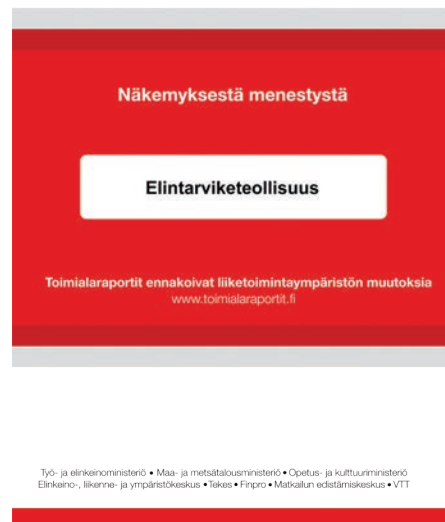 Näkemyksestä menestystä
Elintarviketeollisuus
Toimialaraportit ennakoivat liiketoimintaympäristön muutoksia
www.toimialaraportit.fi
Työ- ja elinkeinoministeriö • Maa- ja metsätalousministeriö • Opetus- ja kulttuuriministeriö
Elinkeino-, liikenne- ja ympäristökeskus • Tekes • Finpro • Matkailun edistämiskeskus • VTT